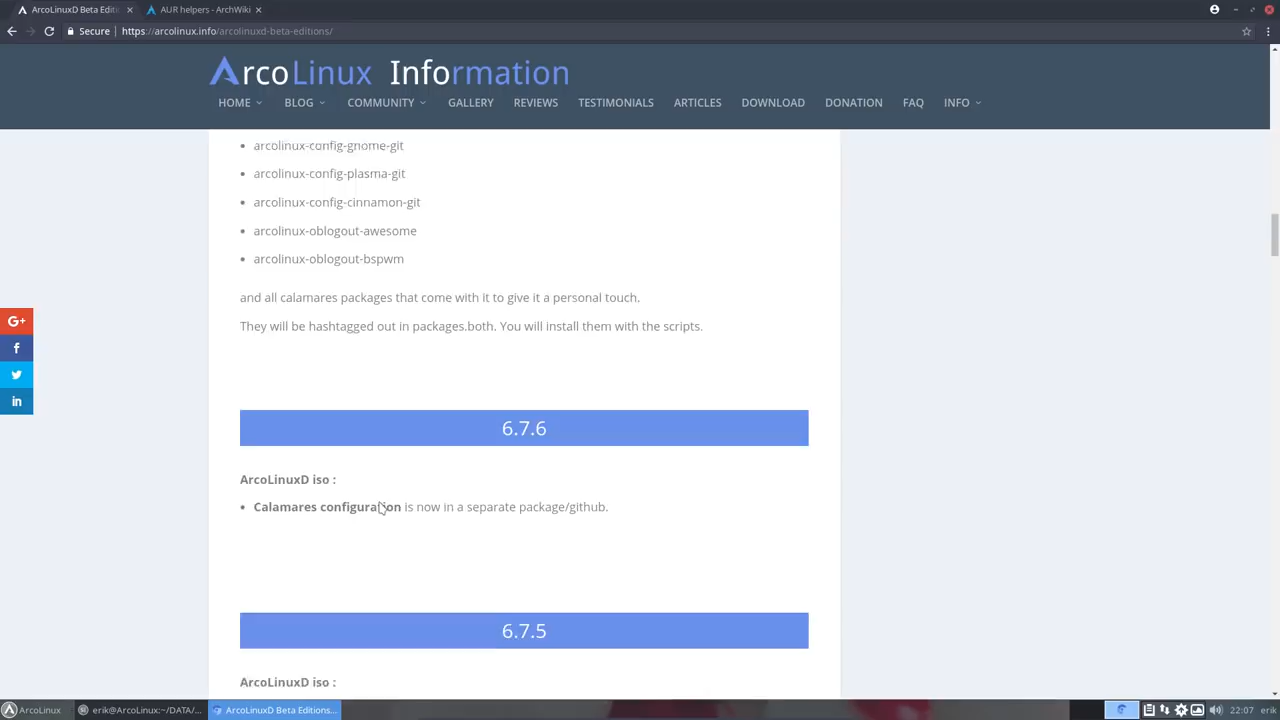 ArcoLinuxD Beta Editi
AUR helpers - ArchWiki
Secure
https://arcolinux.info/arcolinuxd-beta-editions/
ArcoLinux Information
HOME
BLOG
COMMUNITY
GALLERY
REVIEWS
TESTIMONIALS
ARTICLES
DOWNLOAD
DONATION
FAQ
INFO
• arcolinux-config-gnome-git
• arcolinux-config-plasma-git
• arcolinux-config-cinnamon-git
• arcolinux-oblogout-awesome
• arcolinux-oblogout-bspwm
and all calamares packages that come with it to give it a personal touch.
They will be hashtagged out in packages.both. You will install them with the scripts.
G+
f
in
6.7.6
ArcoLinuxD iso :
• Calamares configuration is now in a separate package/github.
6.7.5
ArcoLinuxD iso :
ArcoLinux
erik@ArcoLinux:~/DATA/...
ArcoLinuxD Beta Editions...
22:07
erik